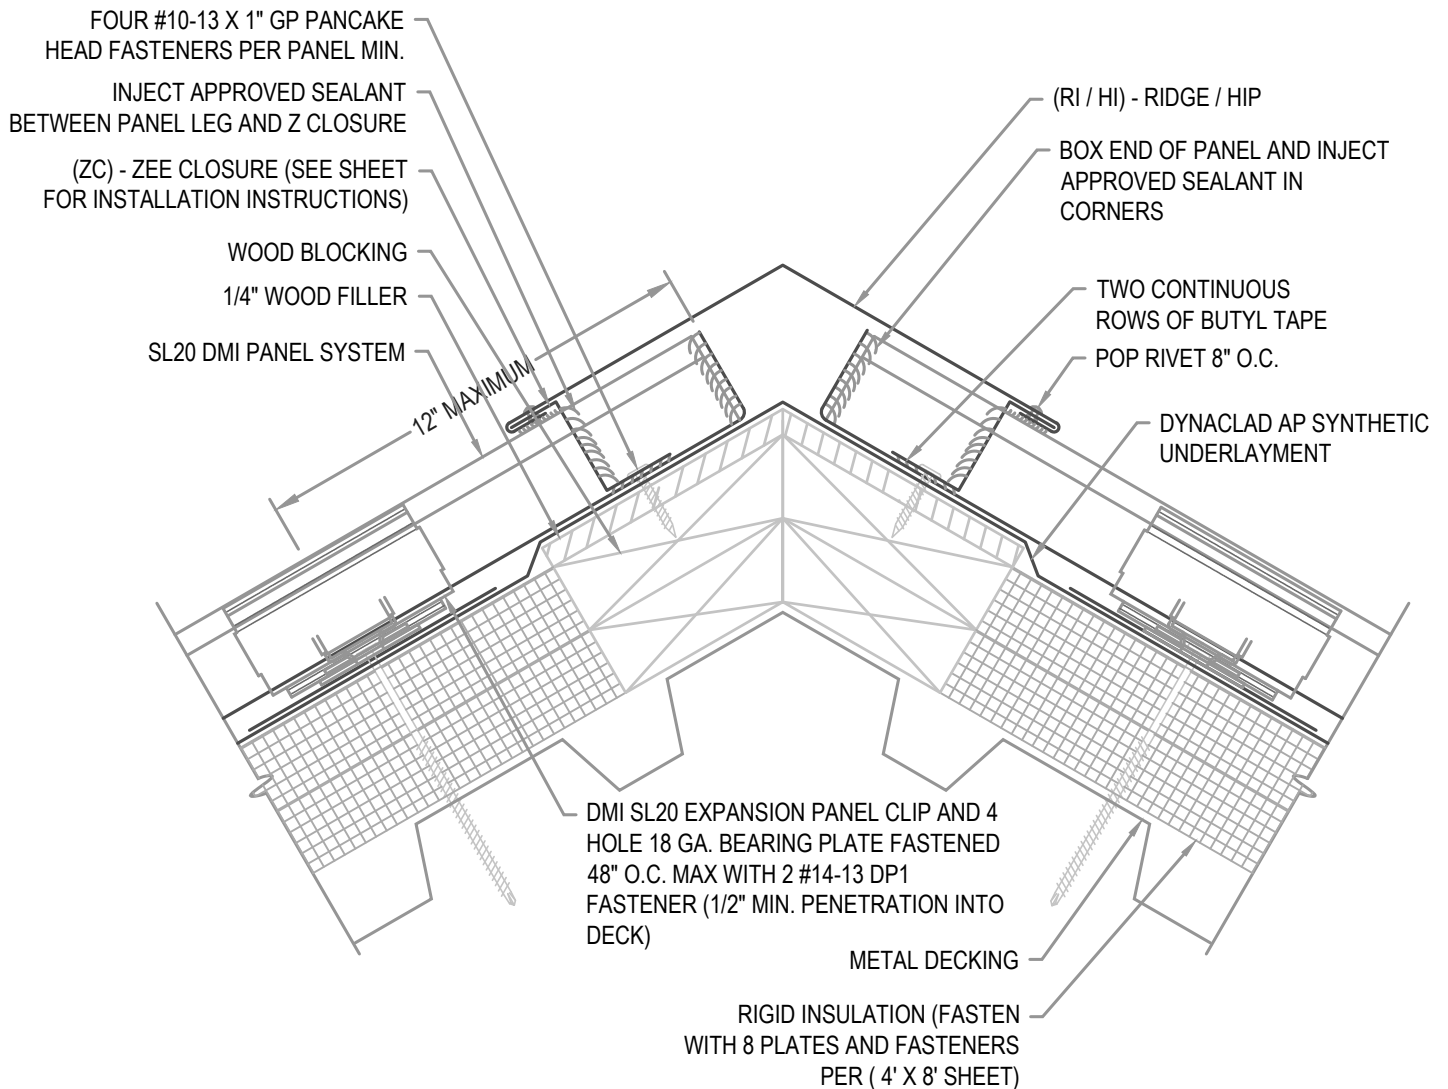 FOUR #10-13 X 1" GP PANCAKE
HEAD FASTENERS PER PANEL MIN.
INJECT APPROVED SEALANT
BETWEEN PANEL LEG AND Z CLOSURE
(ZC) - ZEE CLOSURE (SEE SHEET
FOR INSTALLATION INSTRUCTIONS)
WOOD BLOCKING
1/4" WOOD FILLER
SL20 DMI PANEL SYSTEM
12" MAXIMUM
(RI / HI) - RIDGE / HIP
BOX END OF PANEL AND INJECT
APPROVED SEALANT IN
CORNERS
TWO CONTINUOUS
ROWS OF BUTYL TAPE
POP RIVET 8" O.C.
DYNACLAD AP SYNTHETIC
UNDERLAYMENT
DMI SL20 EXPANSION PANEL CLIP AND 4
HOLE 18 GA. BEARING PLATE FASTENED
48" O.C. MAX WITH 2 #14-13 DP1
FASTENER (1/2" MIN. PENETRATION INTO
DECK)
METAL DECKING
RIGID INSULATION (FASTEN
WITH 8 PLATES AND FASTENERS
PER ( 4' X 8' SHEET)